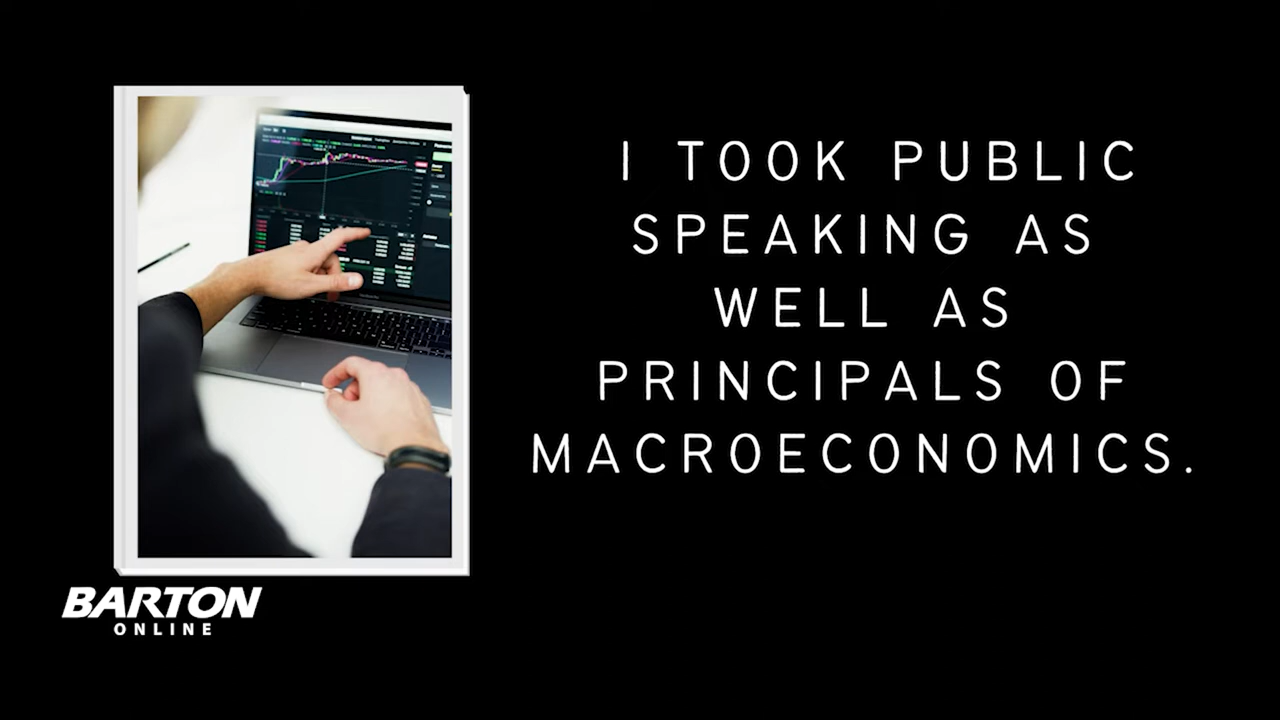 I TOOK PUBLIC
SPEAKING AS
WELL AS
PRINCIPALS OF
MACROECONOMICS.
BARTON
ONLINE